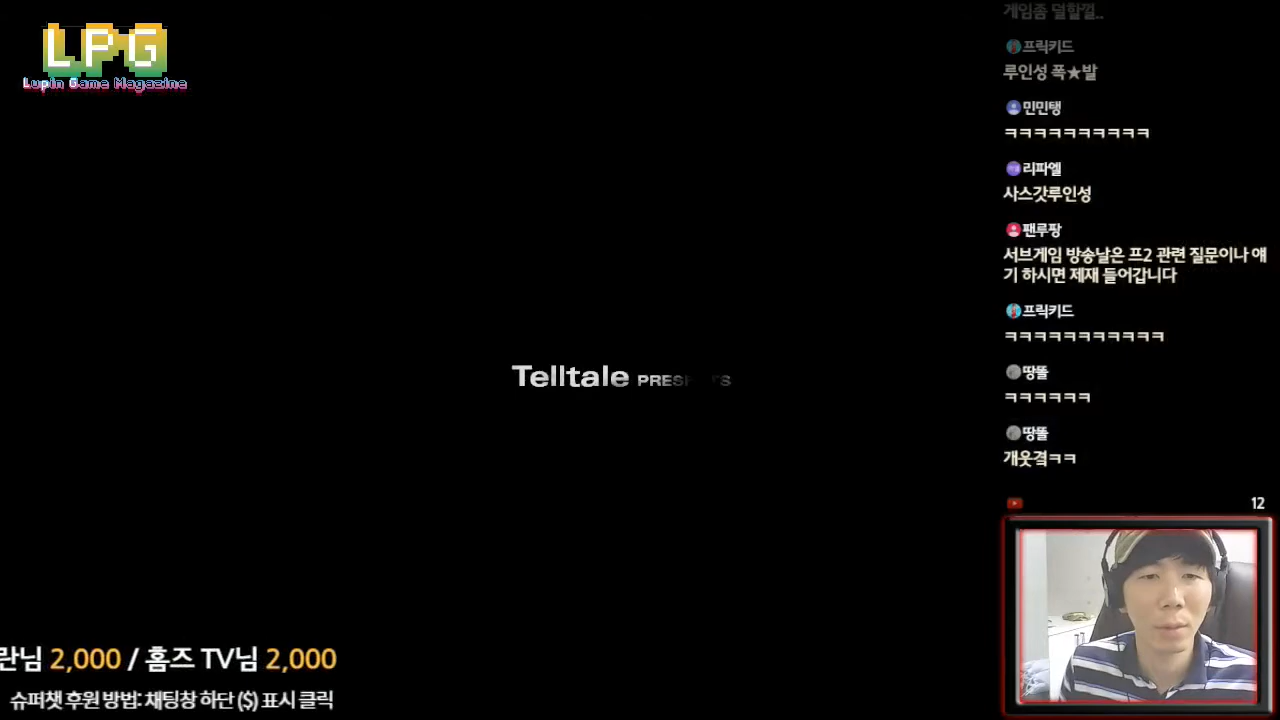 LPG
Lupin Game Magazine
게임좀 덜할껄..
프릭키드
루인성 폭★발
민민탱
ㅋㅋㅋㅋㅋㅋㅋㅋㅋㅋ
리파엘
사스갓루인성
팬루팡
서브게임 방송날은 프2 관련 질문이나 얘
기 하시면 제재 들어갑니다
프릭키드
ㅋㅋㅋㅋㅋㅋㅋㅋㅋㅋㅋ
땅똘
ㅋㅋㅋㅋㅋㅋ
땅똘
개웃겱ㅋㅋ
12
Telltale
란님 2,000 / 홈즈 TV님 2,000
슈퍼챗 후원 방법: 채팅창 하단 ($) 표시 클릭